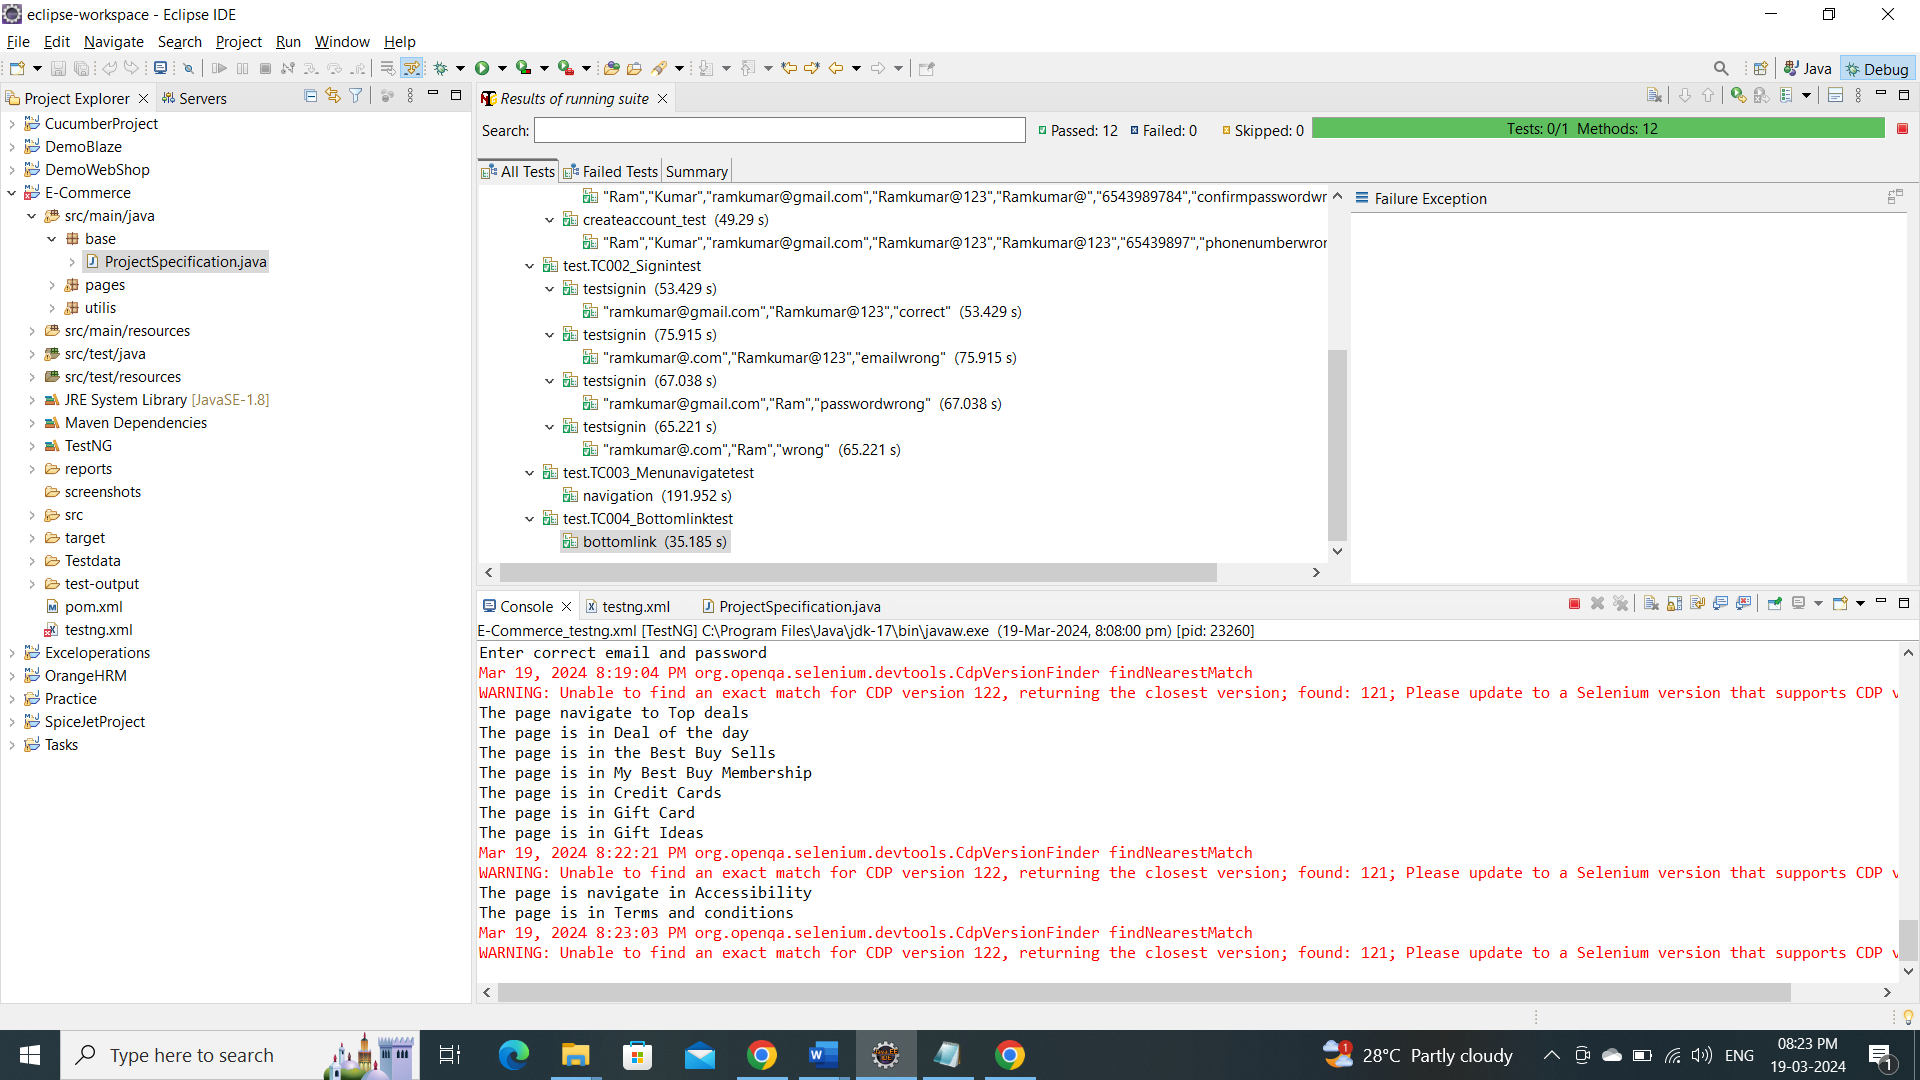 eclipse-workspace - Eclipse IDE
File Edit Navigate Search Project Run Window Help
Java Debug
Project Explorer Servers
CucumberProject
DemoBlaze
DemoWebShop
E-Commerce
src/main/java
base
ProjectSpecification.java
pages
utilis
src/main/resources
src/test/java
src/test/resources
JRE System Library [JavaSE-1.8]
Maven Dependencies
TestNG
reports
screenshots
src
target
Testdata
test-output
pom.xml
testng.xml
Exceloperations
OrangeHRM
Practice
SpiceJetProject
Tasks
Results of running suite
Search: Passed: 12 Failed: 0 Skipped: 0 Tests: 0/1 Methods: 12
All Tests Failed Tests Summary
"Ram","Kumar","ramkumar@gmail.com","Ramkumar@123","Ramkumar@","6543989784","confirmpasswordwr
createaccount_test (49.29 s)
"Ram","Kumar","ramkumar@gmail.com","Ramkumar@123","Ramkumar@123","65439897","phonenumberwror
test.TC002_Signintest
testsignin (53.429 s)
"ramkumar@gmail.com","Ramkumar@123","correct" (53.429 s)
testsignin (75.915 s)
"ramkumar@.com","Ramkumar@123","emailwrong" (75.915 s)
testsignin (67.038 s)
"ramkumar@gmail.com","Ram","passwordwrong" (67.038 s)
testsignin (65.221 s)
"ramkumar@.com","Ram","wrong" (65.221 s)
test.TC003_Menunavigatetest
navigation (191.952 s)
test.TC004_Bottomlinktest
bottomlink (35.185 s)
Failure Exception
Console testng.xml ProjectSpecification.java
E-Commerce_testng.xml [TestNG] C:\Program Files\Java\jdk-17\bin\javaw.exe (19-Mar-2024, 8:08:00 pm) [pid: 23260]
Enter correct email and password
Mar 19, 2024 8:19:04 PM org.openqa.selenium.devtools.CdpVersionFinder findNearestMatch
WARNING: Unable to find an exact match for CDP version 122, returning the closest version; found: 121; Please update to a Selenium version that supports CDP v
The page navigate to Top deals
The page is in Deal of the day
The page is in the Best Buy Sells
The page is in My Best Buy Membership
The page is in Credit Cards
The page is in Gift Card
The page is in Gift Ideas
Mar 19, 2024 8:22:21 PM org.openqa.selenium.devtools.CdpVersionFinder findNearestMatch
WARNING: Unable to find an exact match for CDP version 122, returning the closest version; found: 121; Please update to a Selenium version that supports CDP v
The page is navigate in Accessibility
The page is in Terms and conditions
Mar 19, 2024 8:23:03 PM org.openqa.selenium.devtools.CdpVersionFinder findNearestMatch
WARNING: Unable to find an exact match for CDP version 122, returning the closest version; found: 121; Please update to a Selenium version that supports CDP v
Type here to search
28°C Partly cloudy
ENG
08:23 PM
19-03-2024
1